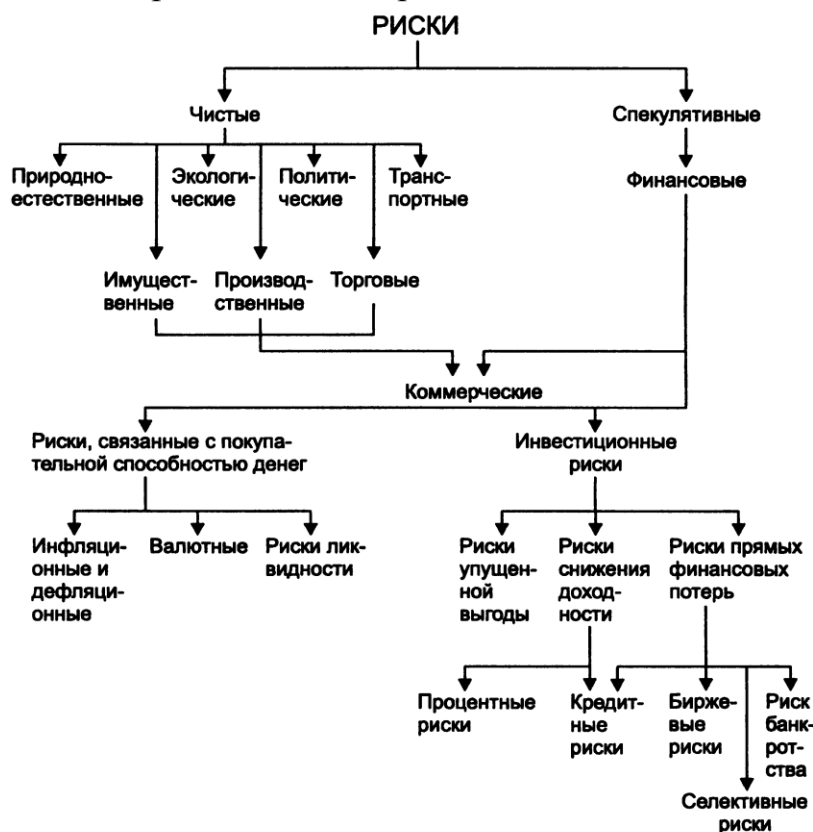 РИСКИ
Чистые
Спекулятивные
Природно-
естественные
Экологи-
ческие
Полити-
ческие
Транс-
портные
Финансовые
Имущест-
венные
Производ-
ственные
Торговые
Коммерческие
Риски, связанные с покупа-
тельной способностью денег
Инвестиционные
риски
Инфляци-
онные и
дефляци-
онные
Валютные
Риски лик-
видности
Риски
упущен-
ной
выгоды
Риски
снижения
доход-
ности
Риски прямых
финансовых
потерь
Процентные
риски
Кредит-
ные
риски
Бирже-
вые
риски
Риск
банк-
рот-
ства
Селективные
риски